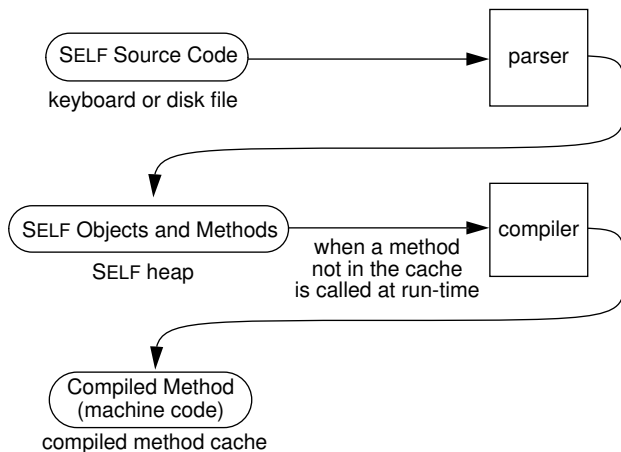 SELF Source Code
parser
keyboard or disk file
SELF Objects and Methods
compiler
SELF heap
when a method
not in the cache
is called at run-time
Compiled Method
(machine code)
compiled method cache